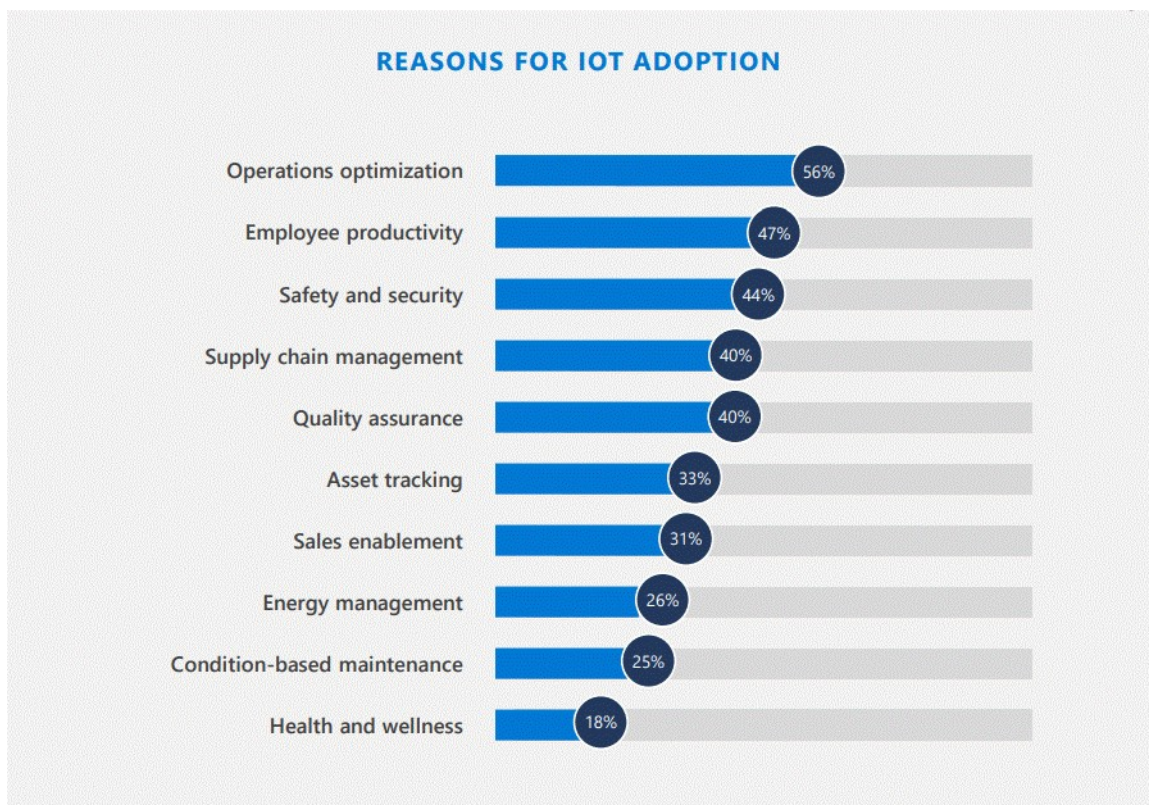 REASONS FOR IOT ADOPTION
Operations optimization 56%
Employee productivity 47%
Safety and security 44%
Supply chain management 40%
Quality assurance 40%
Asset tracking 33%
Sales enablement 31%
Energy management 26%
Condition-based maintenance 25%
Health and wellness 18%